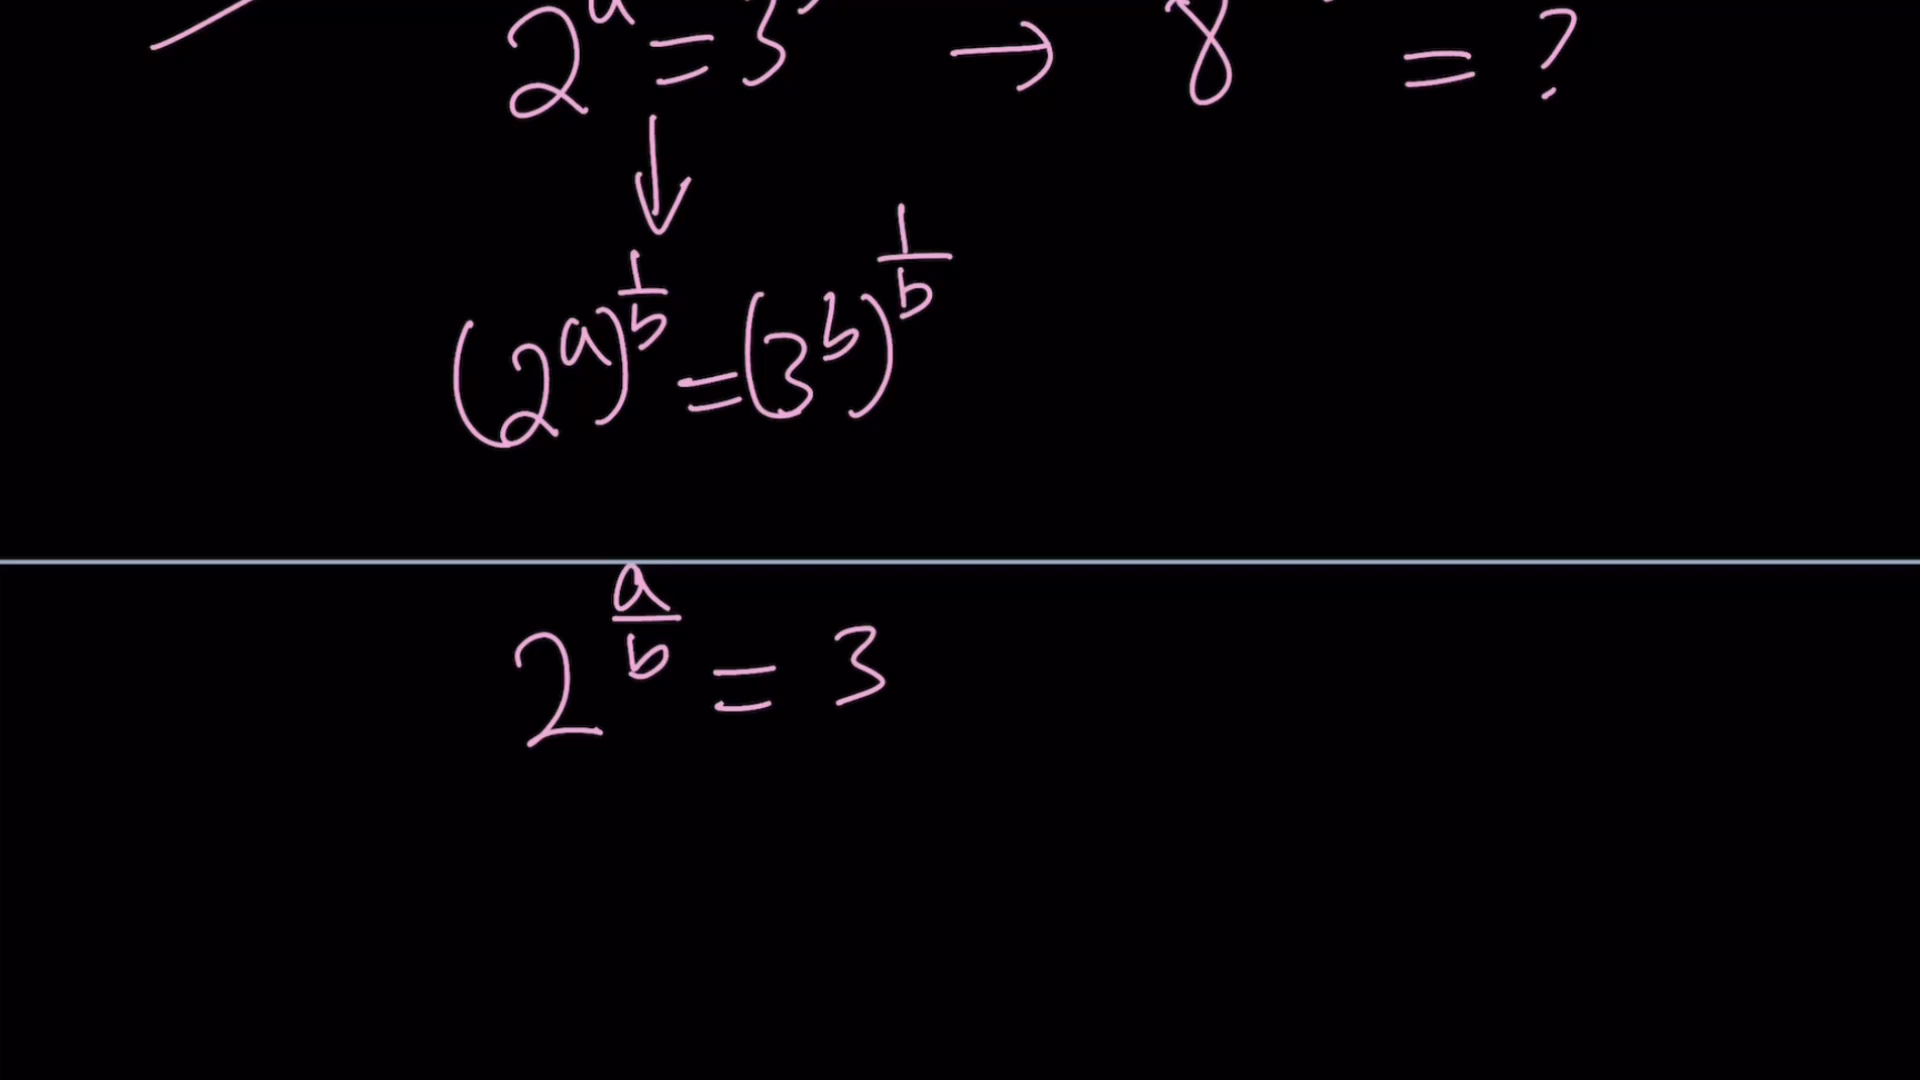 2^a = 3 → 8 = ?
(2^a)^(1/b) = (3^b)^(1/b)
2^(a/b) = 3